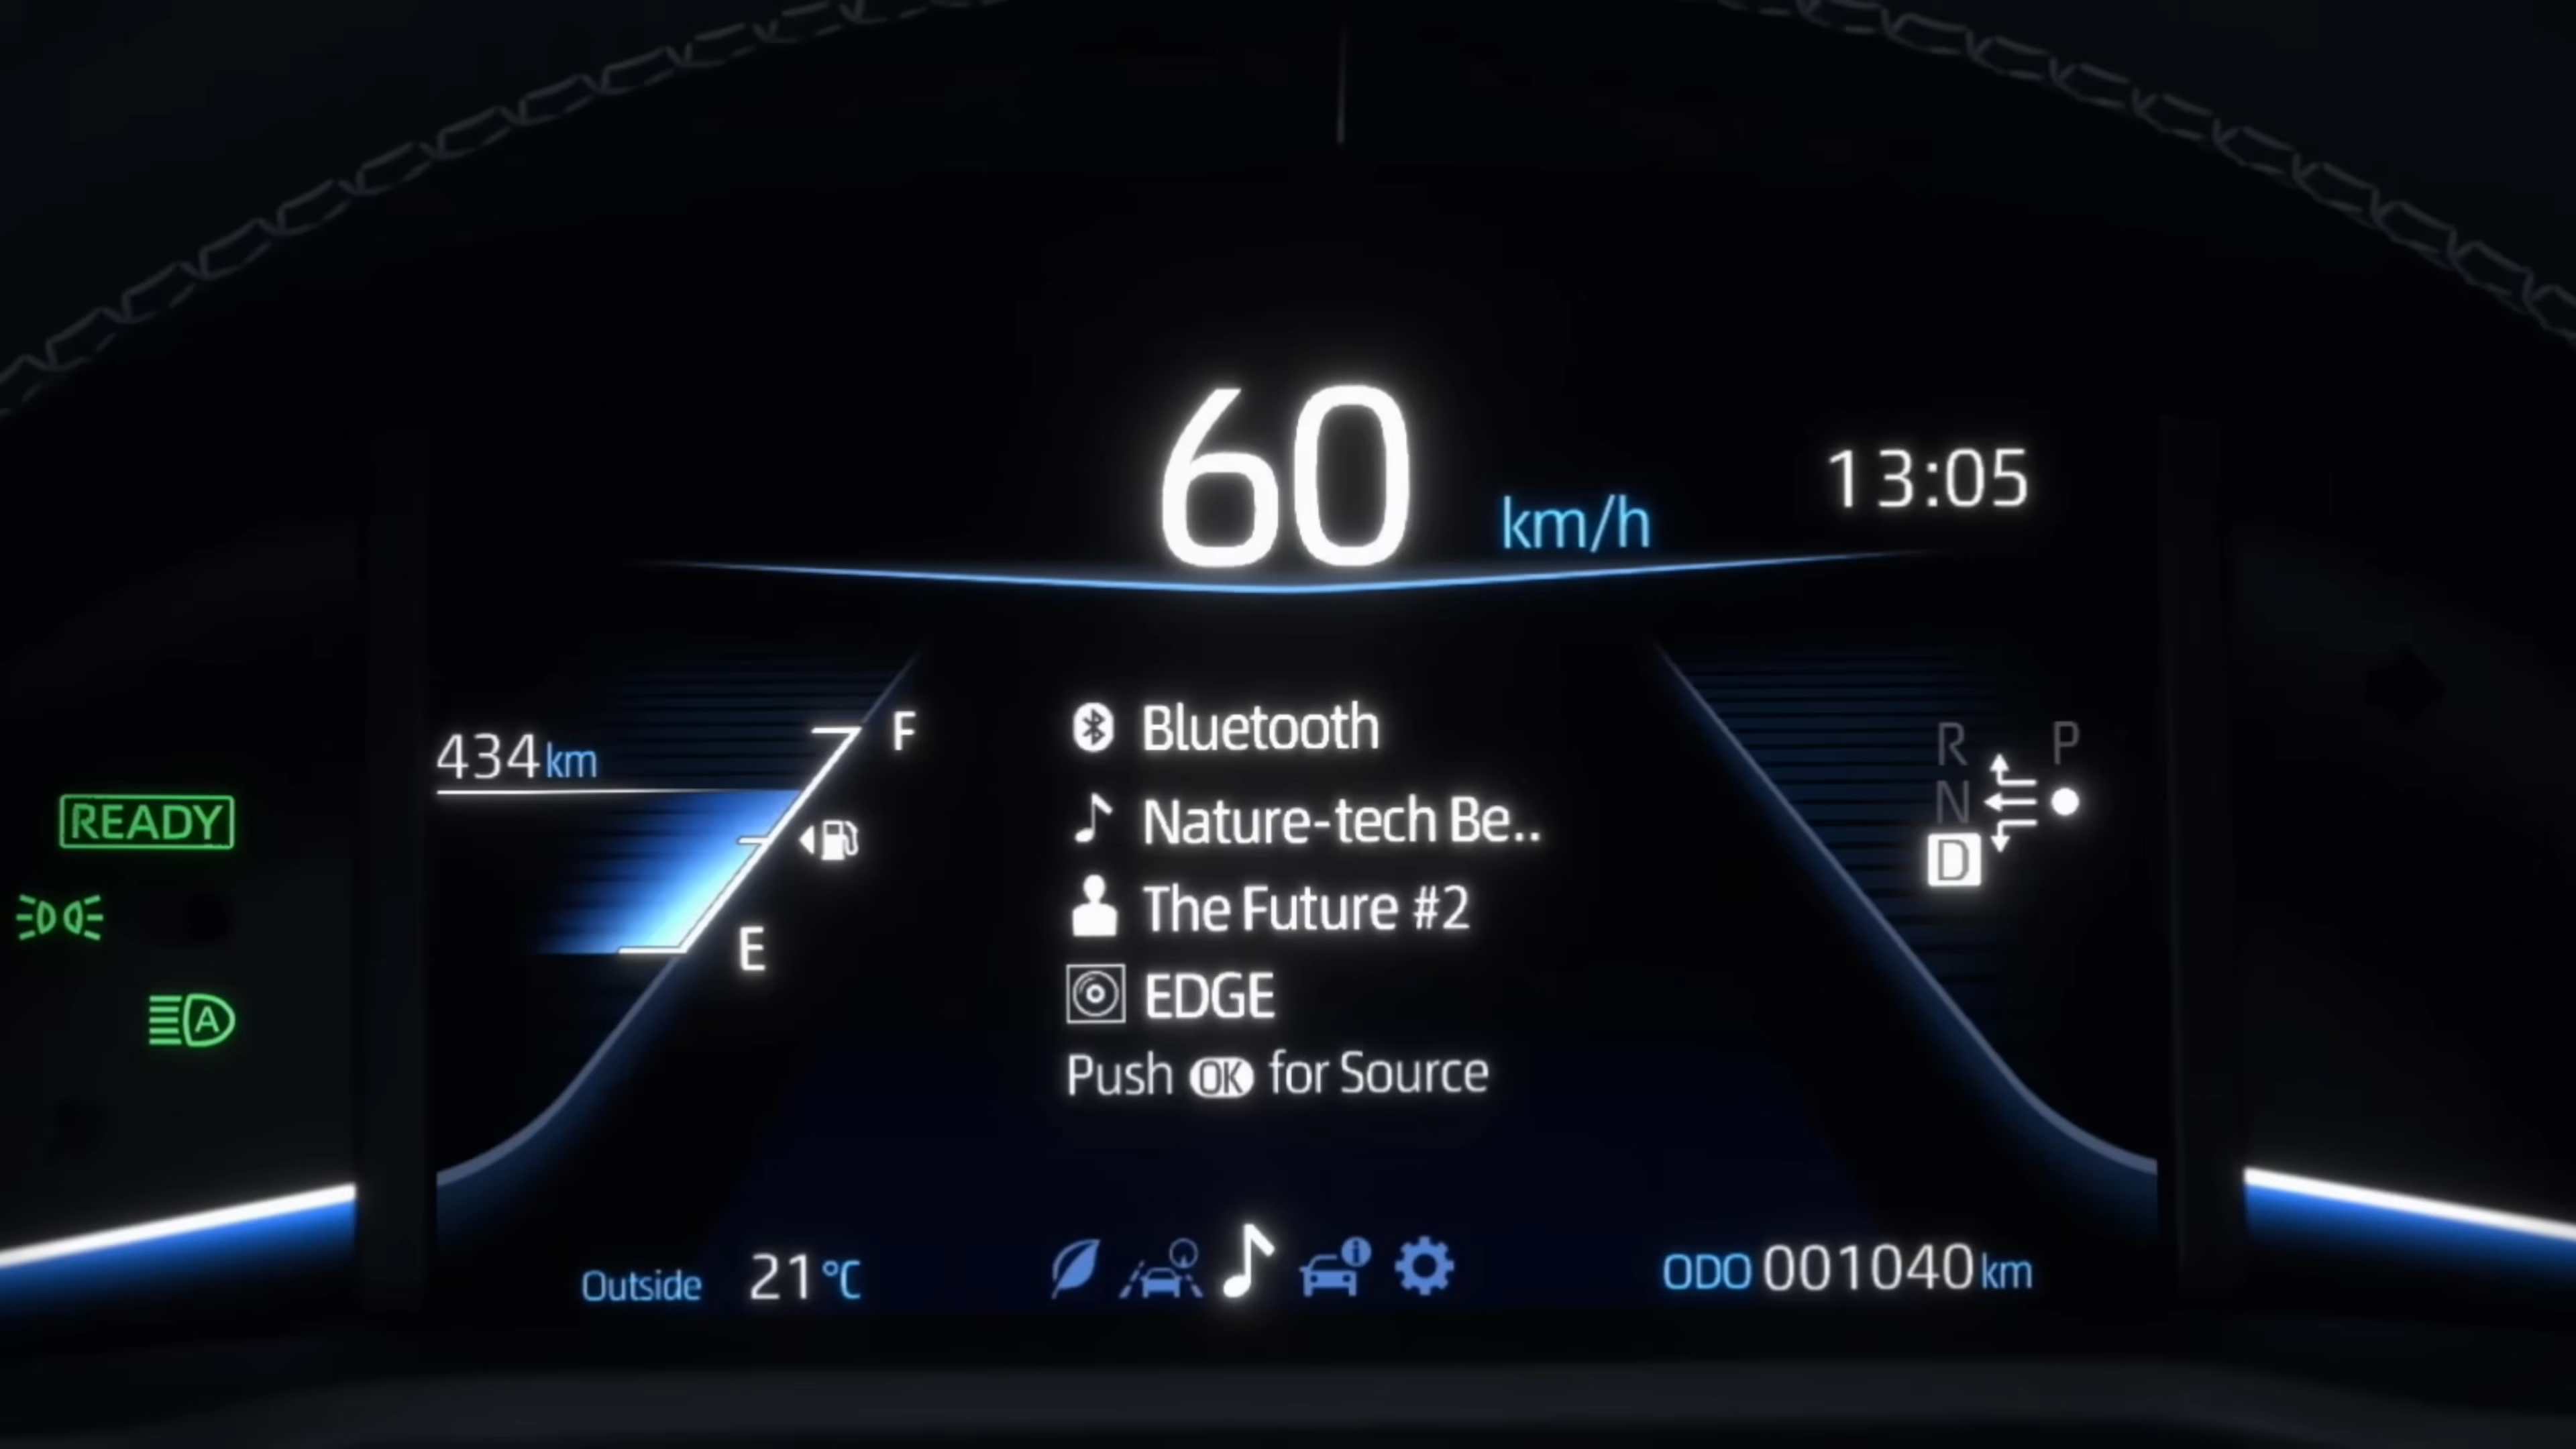 60 km/h
13:05
434km
F
E
READY
A
Bluetooth
Nature-tech Be..
The Future #2
EDGE
Push OK for Source
R P
N
D
Outside 21°C
i
ODO 001040km